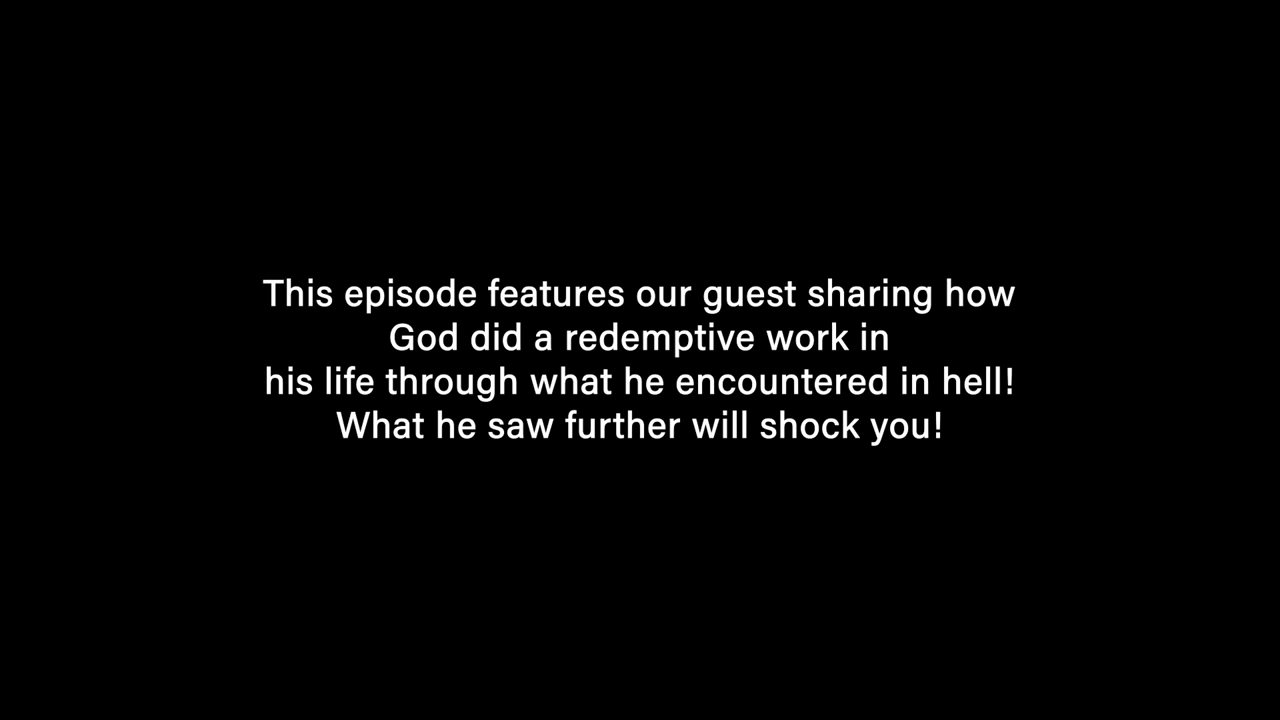 This episode features our guest sharing how
God did a redemptive work in
his life through what he encountered in hell!
What he saw further will shock you!